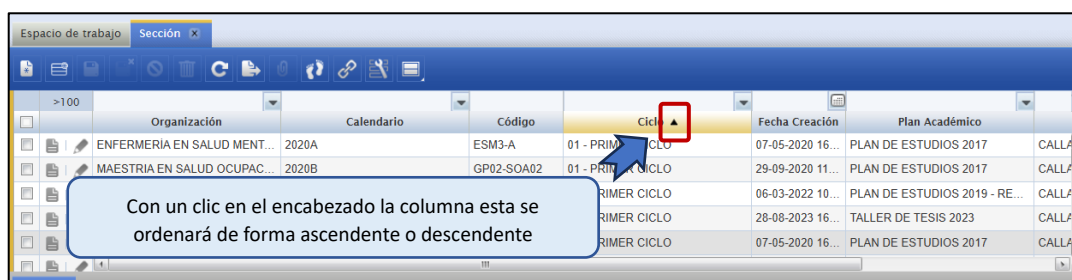 Espacio de trabajo Sección
>100
Organización Calendario Código Ciclo Fecha Creación Plan Académico
ENFERMERÍA EN SALUD MENT... 2020A ESM3-A 01 - PRIMER CICLO 07-05-2020 16... PLAN DE ESTUDIOS 2017 CALLA
MAESTRIA EN SALUD OCUPAC... 2020B GP02-SOA02 01 - PRIMER CICLO 29-09-2020 11... PLAN DE ESTUDIOS 2017 CALLA
RIMER CICLO 06-03-2022 10... PLAN DE ESTUDIOS 2019 - RE... CALLA
RIMER CICLO 28-08-2023 16... TALLER DE TESIS 2023 CALLA
RIMER CICLO 07-05-2020 16... PLAN DE ESTUDIOS 2017 CALLA
Con un clic en el encabezado la columna esta se
ordenará de forma ascendente o descendente